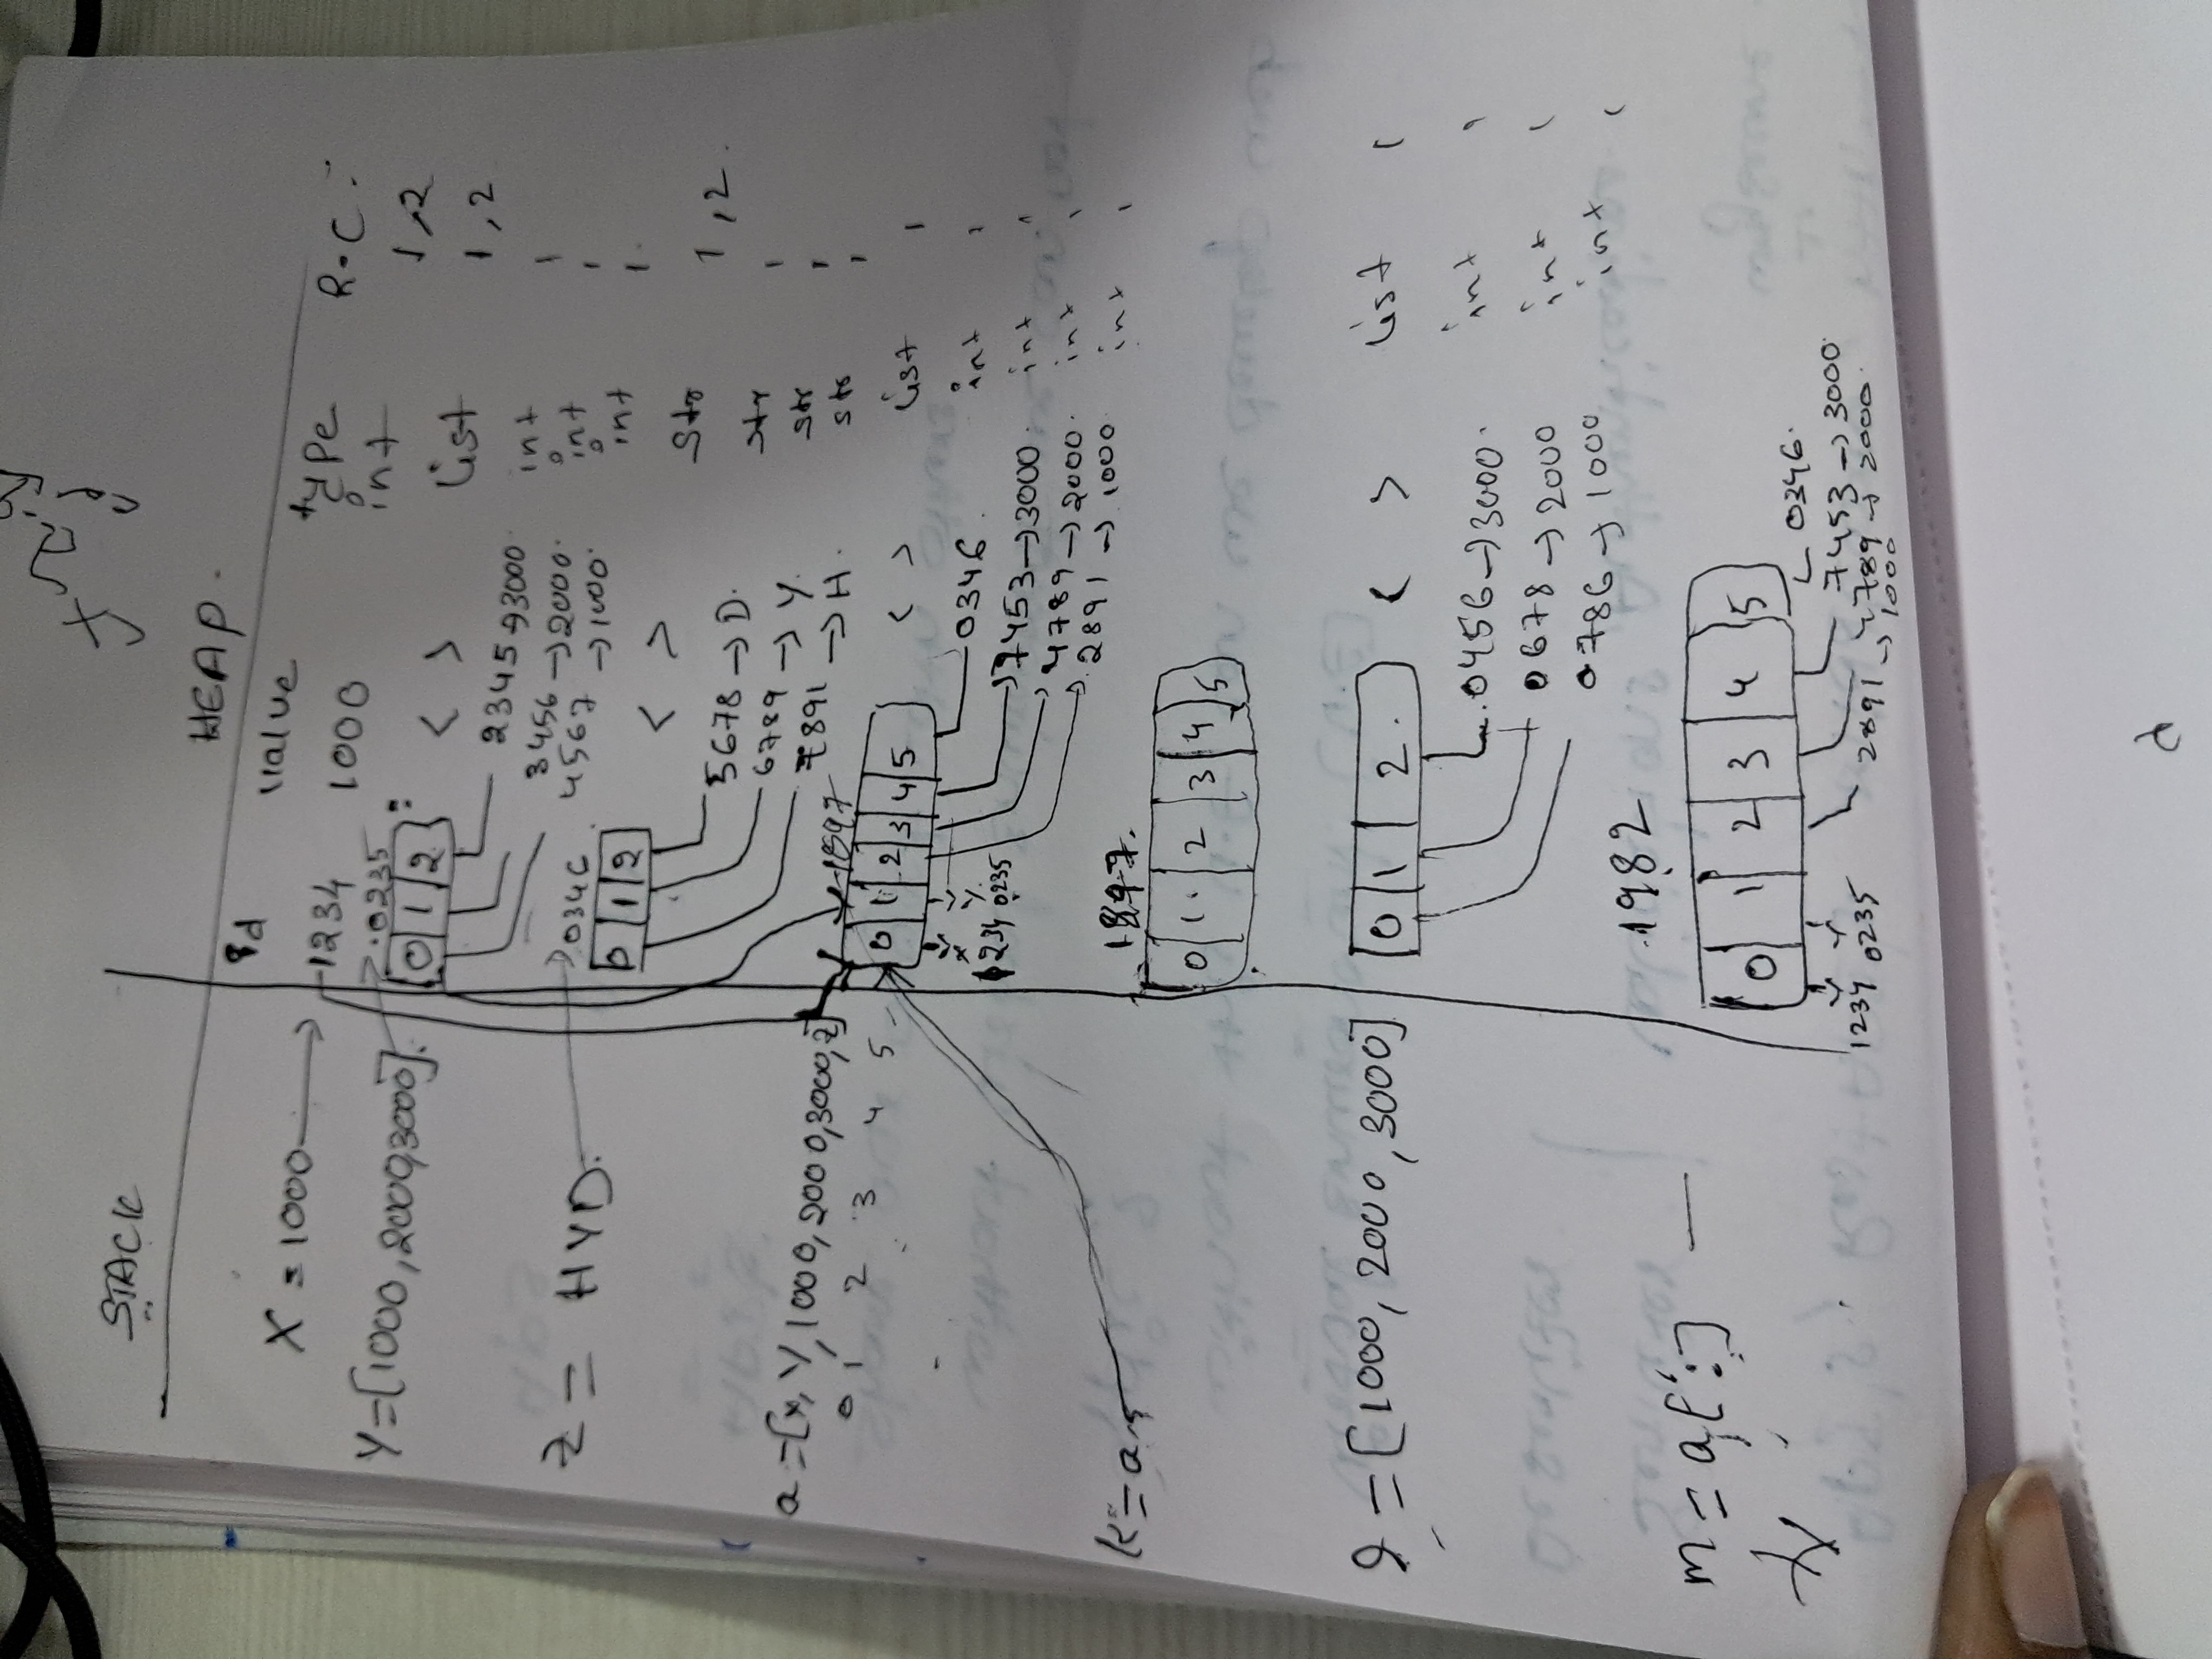 STACK
HEAP.
id value type R.C:-
X = 1000 → 1234 1000 int 1,2
Y=[1000,2000,3000]. →.0235
0 1 2 < > list 1,2
2345→3000 int 1
3456→2000. int 1
4567→1000. int 1.
Z = HYD. →0346
0 1 2 < > str 1,2.
5678→D. str 1
6789→Y. str 1
7891→H. str 1
a=[x,Y,1000,2000,3000,z] 1897
0 1 2 3 4 5
0 1 2 3 4 5 < > list 1
x Y
1234 0235
0346. int 1
→7453→3000. int 1
→4789→2000. int 1
→2891→1000 int 1
K=a 1897.
0 1. 2 3 4 5
= [1000,2000,3000] 0 1 2. < > list 1
.0456→3000. int 1
0678→2000 int 1
0786→1000 int 1
.1982
m=a[:] —
0 1 2 3 4 5
0346.
7453→3000.
1234 0235 2891→1000 4789→2000.